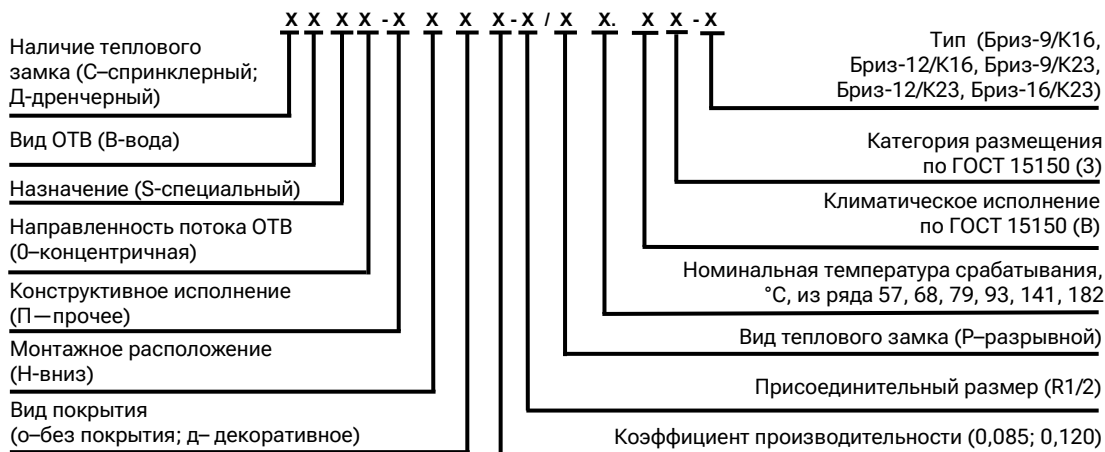 X X X X - X X X X - X / X X. X X - X
Наличие теплового
замка (С–спринклерный;
Д-дренчерный)
Вид ОТВ (В-вода)
Назначение (S-специальный)
Направленность потока ОТВ
(0–концентричная)
Конструктивное исполнение
(П—прочее)
Монтажное расположение
(Н-вниз)
Вид покрытия
(о–без покрытия; д– декоративное)
Тип (Бриз-9/К16,
Бриз-12/К16, Бриз-9/К23,
Бриз-12/К23, Бриз-16/К23)
Категория размещения
по ГОСТ 15150 (3)
Климатическое исполнение
по ГОСТ 15150 (В)
Номинальная температура срабатывания,
°С, из ряда 57, 68, 79, 93, 141, 182
Вид теплового замка (Р–разрывной)
Присоединительный размер (R1/2)
Коэффициент производительности (0,085; 0,120)